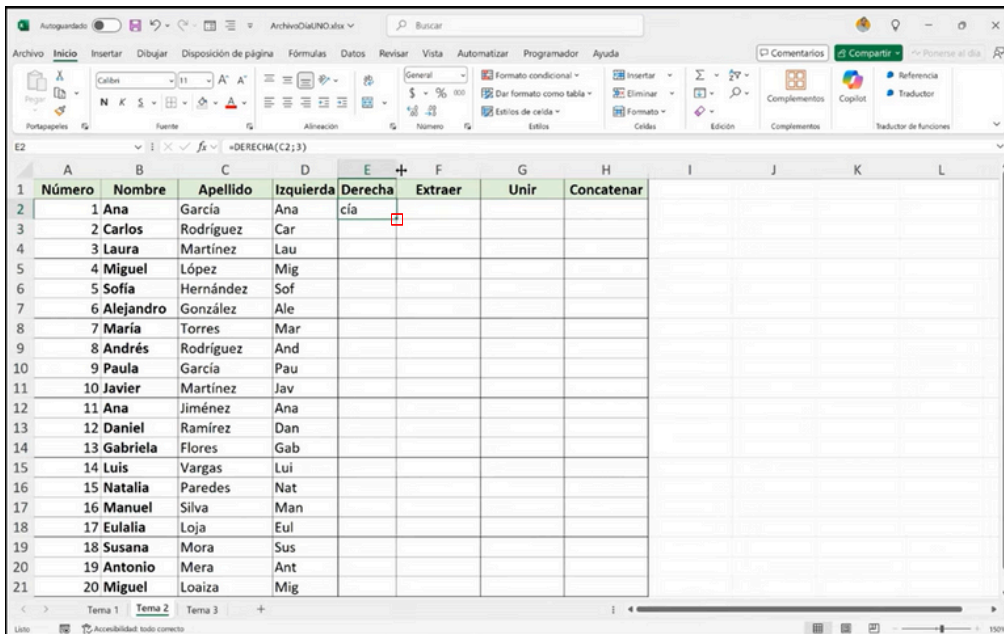 Autoguardado ArchivoDíaUNO.xlsx Buscar
Archivo Inicio Insertar Dibujar Disposición de página Fórmulas Datos Revisar Vista Automatizar Programador Ayuda Comentarios Compartir Ponerse al día
Pegar Calibri 11 General Formato condicional Insertar Referencia
N K S $ % 000 Dar formato como tabla Eliminar Complementos Copilot Traductor
Estilos de celda Formato
Portapapeles Fuente Alineación Número Estilos Celdas Edición Complementos Traductor de funciones
E2 fx =DERECHA(C2;3)
A B C D E F G H I J K L
1 Número Nombre Apellido Izquierda Derecha Extraer Unir Concatenar
2 1 Ana García Ana cía
3 2 Carlos Rodríguez Car
4 3 Laura Martínez Lau
5 4 Miguel López Mig
6 5 Sofía Hernández Sof
7 6 Alejandro González Ale
8 7 María Torres Mar
9 8 Andrés Rodríguez And
10 9 Paula García Pau
11 10 Javier Martínez Jav
12 11 Ana Jiménez Ana
13 12 Daniel Ramírez Dan
14 13 Gabriela Flores Gab
15 14 Luis Vargas Lui
16 15 Natalia Paredes Nat
17 16 Manuel Silva Man
18 17 Eulalia Loja Eul
19 18 Susana Mora Sus
20 19 Antonio Mera Ant
21 20 Miguel Loaiza Mig
Tema 1 Tema 2 Tema 3
Listo Accesibilidad: todo correcto 150%